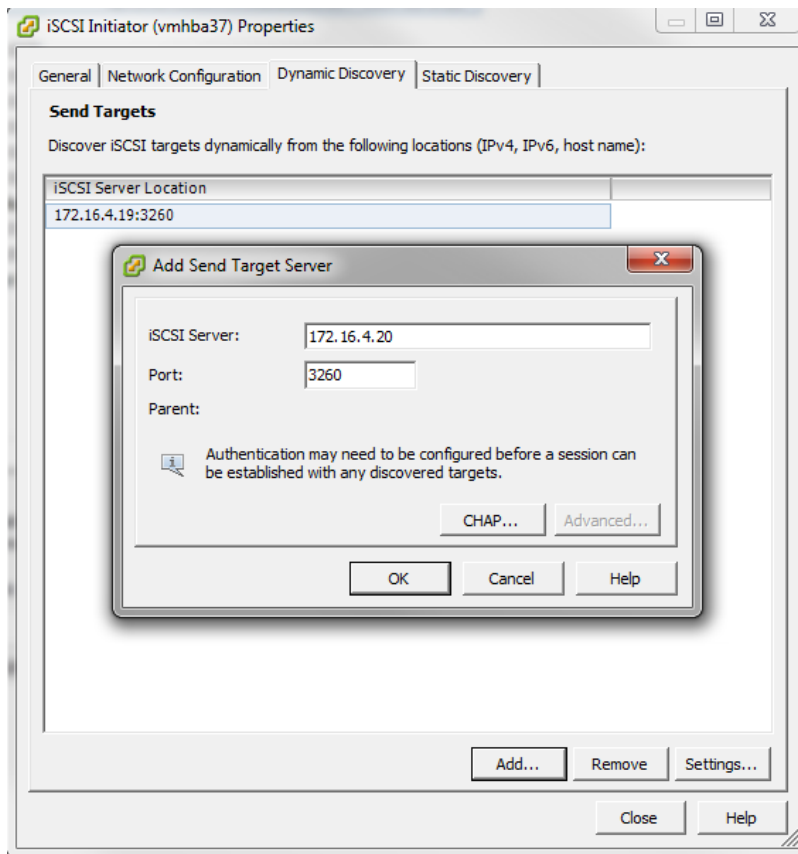 iSCSI Initiator (vmhba37) Properties
General Network Configuration Dynamic Discovery Static Discovery
Send Targets
Discover iSCSI targets dynamically from the following locations (IPv4, IPv6, host name):
iSCSI Server Location
172.16.4.19:3260
Add Send Target Server
iSCSI Server: 172.16.4.20
Port: 3260
Parent:
Authentication may need to be configured before a session can
be established with any discovered targets.
CHAP... Advanced...
OK Cancel Help
Add... Remove Settings...
Close Help